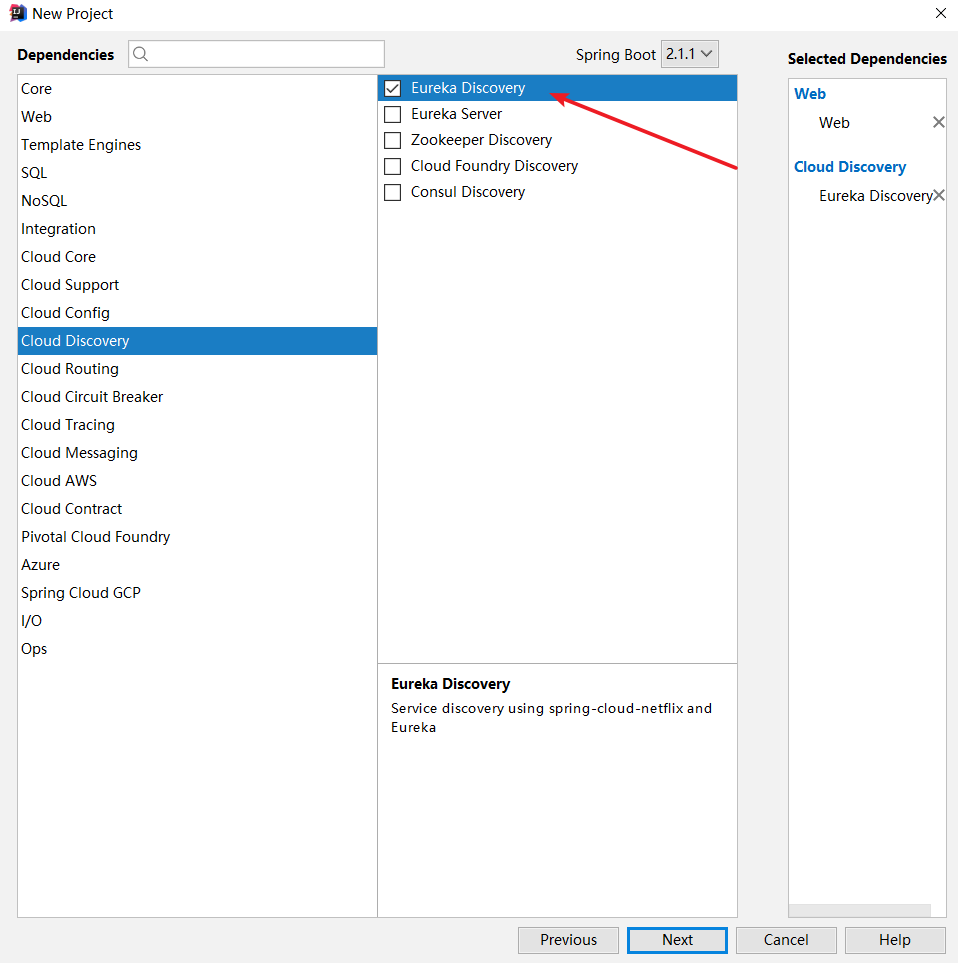 New Project
Dependencies
Spring Boot 2.1.1
Selected Dependencies
Core
Web
Template Engines
SQL
NoSQL
Integration
Cloud Core
Cloud Support
Cloud Config
Cloud Discovery
Cloud Routing
Cloud Circuit Breaker
Cloud Tracing
Cloud Messaging
Cloud AWS
Cloud Contract
Pivotal Cloud Foundry
Azure
Spring Cloud GCP
I/O
Ops
Eureka Discovery
Eureka Server
Zookeeper Discovery
Cloud Foundry Discovery
Consul Discovery
Eureka Discovery
Service discovery using spring-cloud-netflix and
Eureka
Web
Web
Cloud Discovery
Eureka Discovery
Previous
Next
Cancel
Help